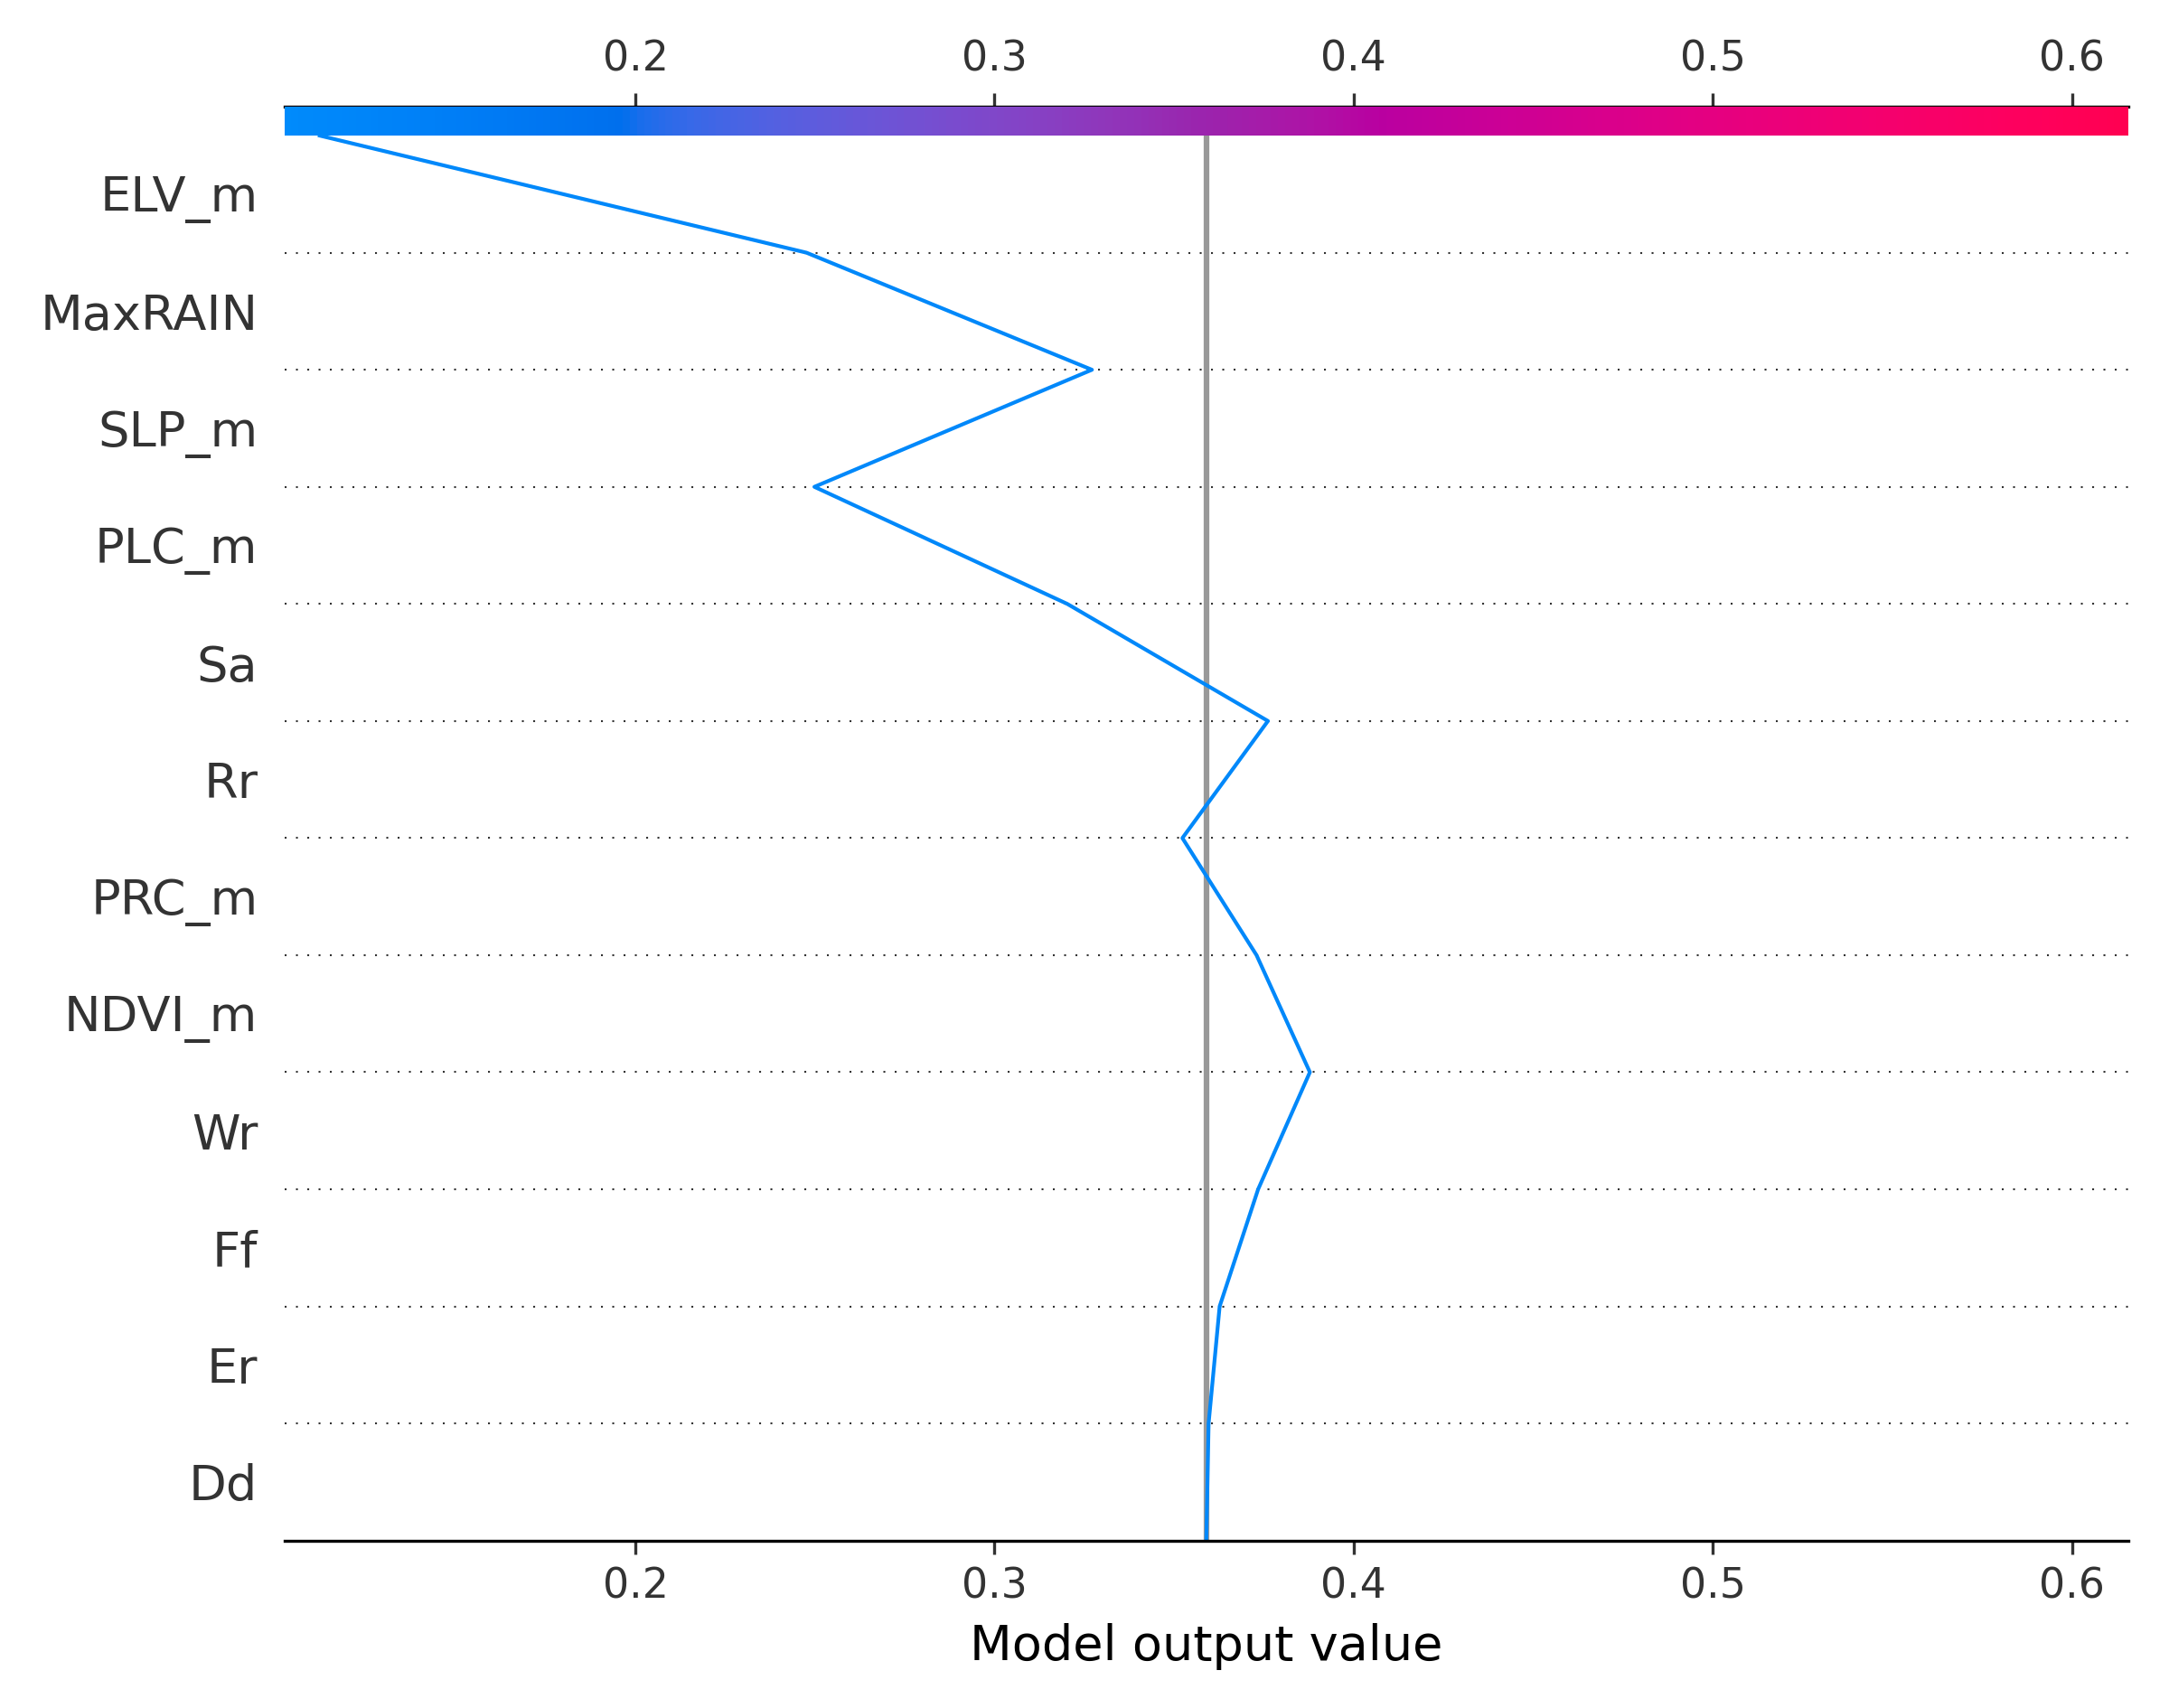 0.2 0.3 0.4 0.5 0.6
ELV_m
MaxRAIN
SLP_m
PLC_m
Sa
Rr
PRC_m
NDVI_m
Wr
Ff
Er
Dd
0.2 0.3 0.4 0.5 0.6
Model output value